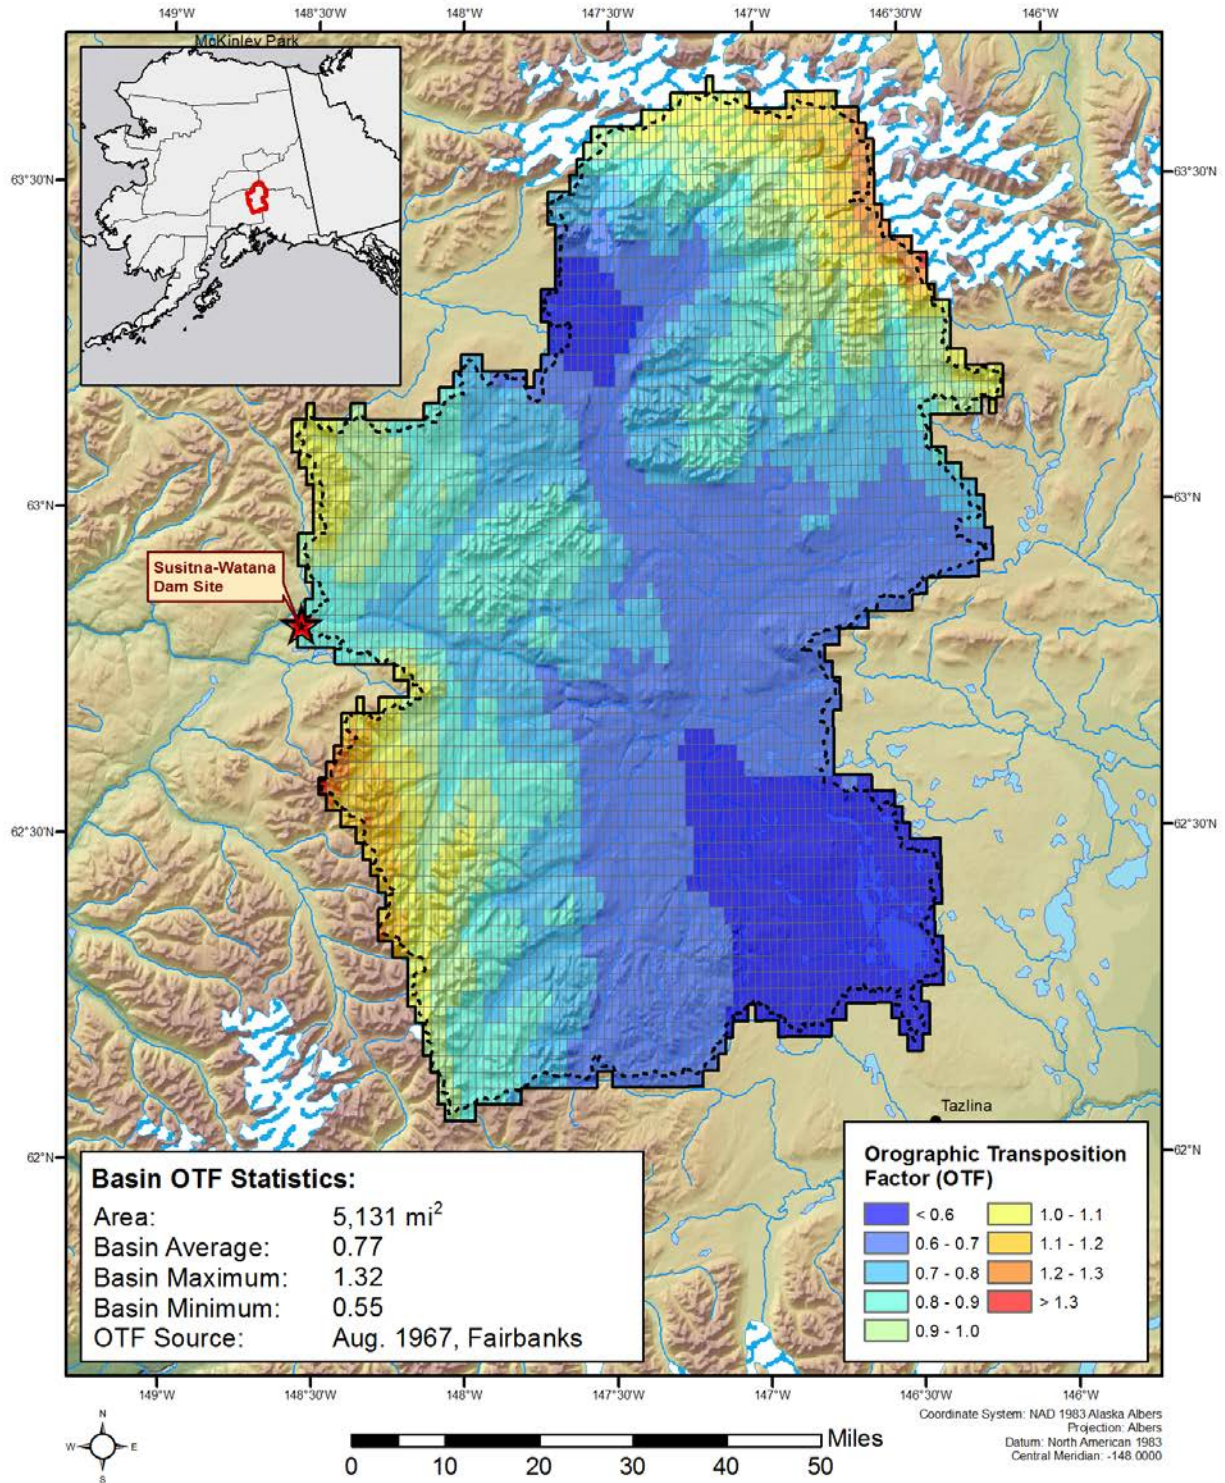 149°W 148°30'W 148°W 147°30'W 147°W 146°30'W 146°W
McKinley Park
63°30'N 63°30'N
63°N 63°N
Susitna-Watana
Dam Site
62°30'N 62°30'N
Tazlina
62°N 62°N
Basin OTF Statistics:
Area: 5,131 mi²
Basin Average: 0.77
Basin Maximum: 1.32
Basin Minimum: 0.55
OTF Source: Aug. 1967, Fairbanks
Orographic Transposition
Factor (OTF)
< 0.6 1.0 - 1.1
0.6 - 0.7 1.1 - 1.2
0.7 - 0.8 1.2 - 1.3
0.8 - 0.9 > 1.3
0.9 - 1.0
149°W 148°30'W 148°W 147°30'W 147°W 146°30'W 146°W
N
W E
S
Miles
0 10 20 30 40 50
Coordinate System: NAD 1983 Alaska Albers
Projection: Albers
Datum: North American 1983
Central Meridian: -148.0000